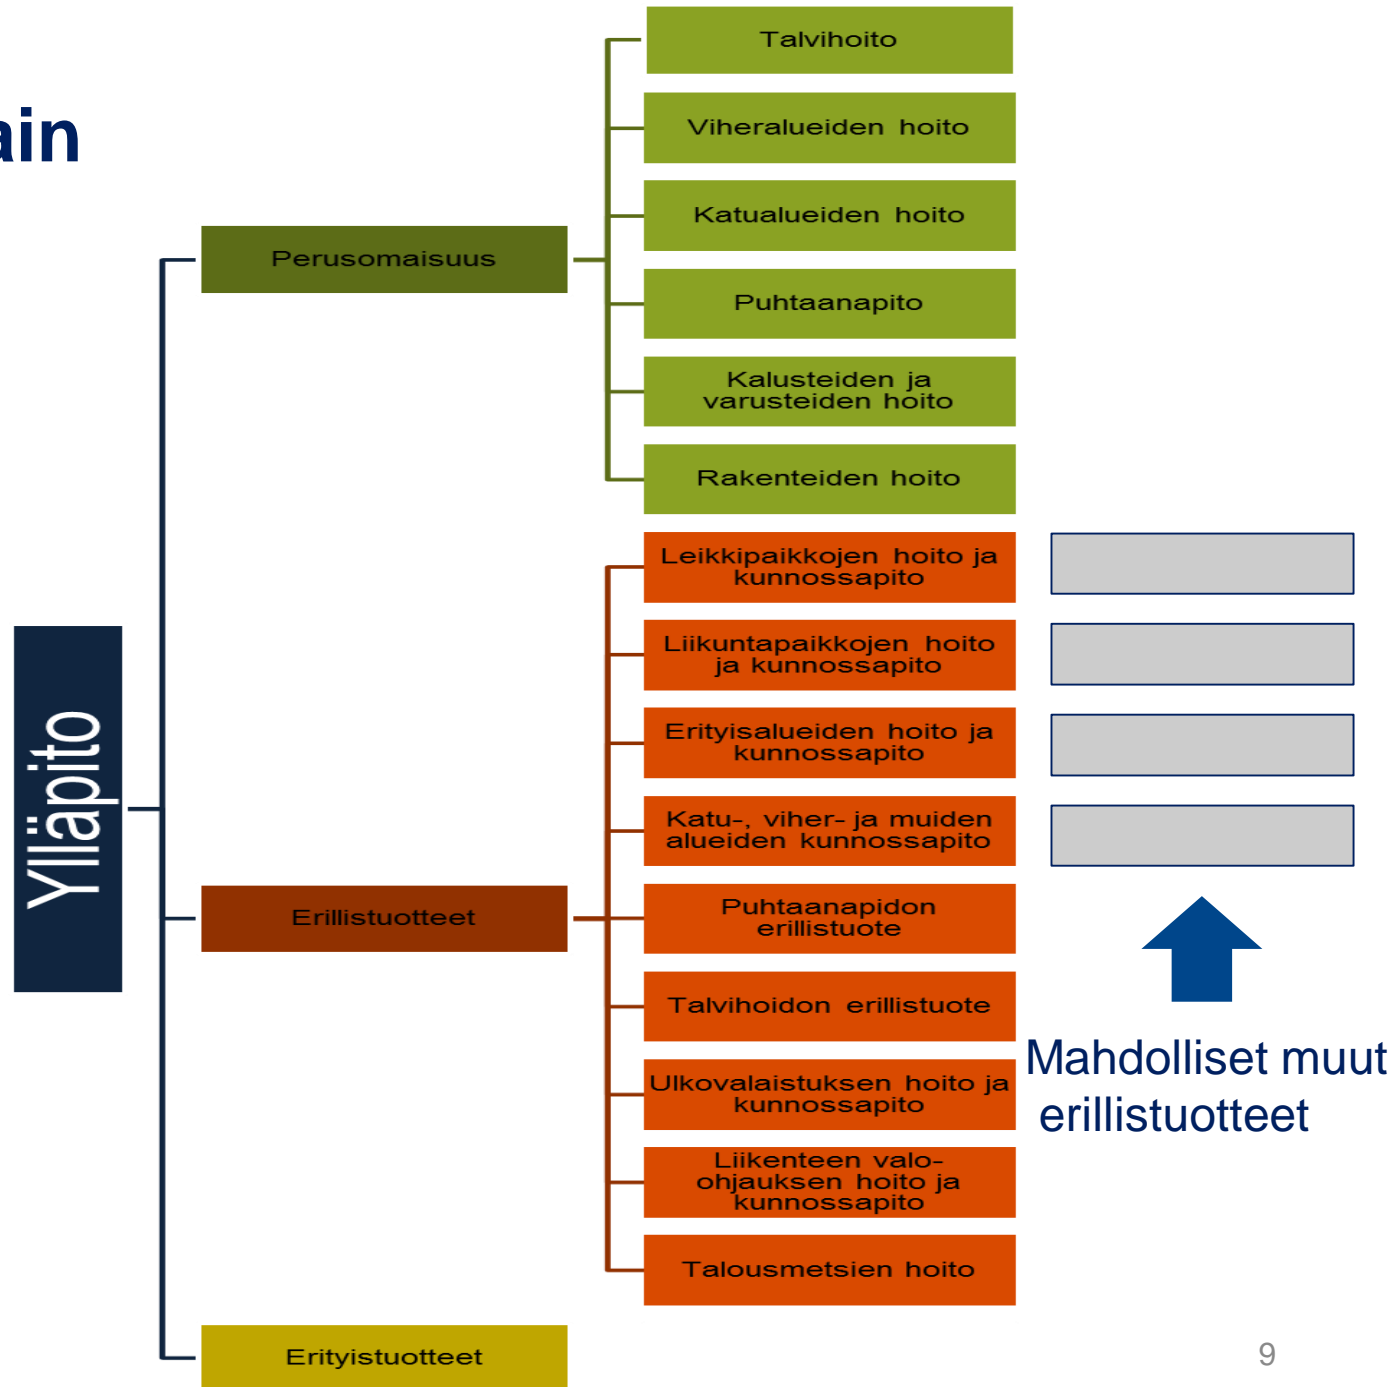 ain
Ylläpito
Perusomaisuus
Talvihoito
Viheralueiden hoito
Katualueiden hoito
Puhtaanapito
Kalusteiden ja
varusteiden hoito
Rakenteiden hoito
Erillistuotteet
Leikkipaikkojen hoito ja
kunnossapito
Liikuntapaikkojen hoito
ja kunnossapito
Erityisalueiden hoito ja
kunnossapito
Katu-, viher- ja muiden
alueiden kunnossapito
Puhtaanapidon
erillistuote
Talvihoidon erillistuote
Ulkovalaistuksen hoito ja
kunnossapito
Liikenteen valo-
ohjauksen hoito ja
kunnossapito
Talousmetsien hoito
Mahdolliset muut
erillistuotteet
Erityistuotteet
9